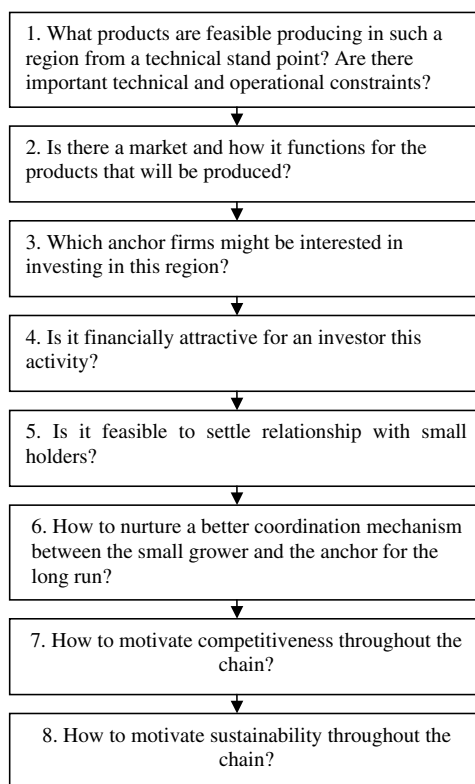 1. What products are feasible producing in such a
region from a technical stand point? Are there
important technical and operational constraints?
2. Is there a market and how it functions for the
products that will be produced?
3. Which anchor firms might be interested in
investing in this region?
4. Is it financially attractive for an investor this
activity?
5. Is it feasible to settle relationship with small
holders?
6. How to nurture a better coordination mechanism
between the small grower and the anchor for the
long run?
7. How to motivate competitiveness throughout the
chain?
8. How to motivate sustainability throughout the
chain?